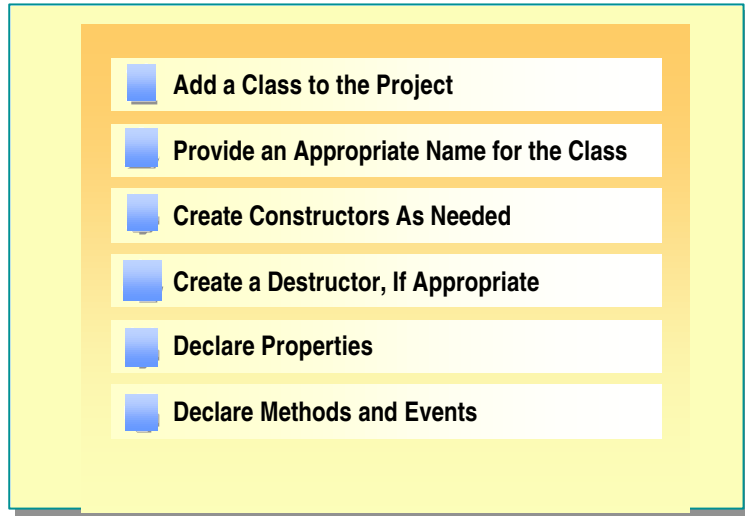 Add a Class to the Project
Provide an Appropriate Name for the Class
Create Constructors As Needed
Create a Destructor, If Appropriate
Declare Properties
Declare Methods and Events